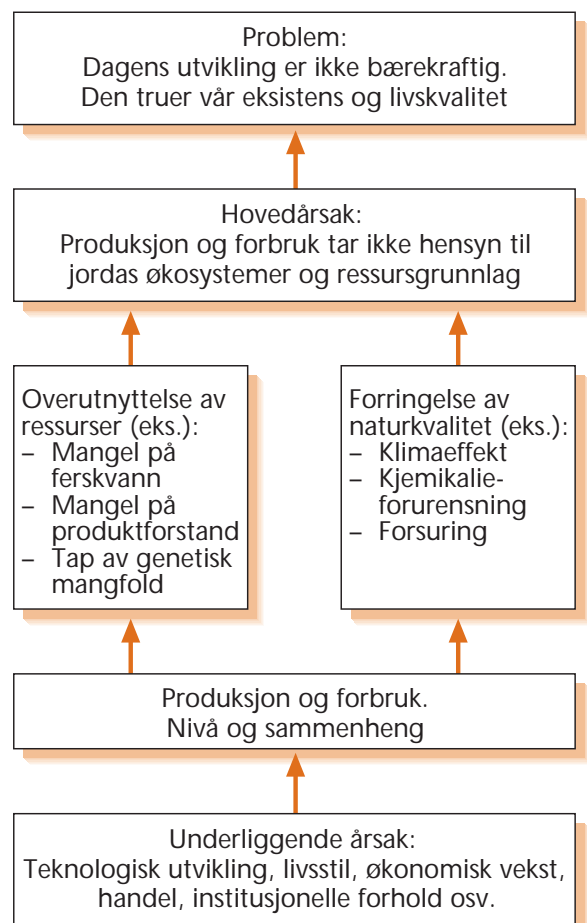 Problem:
Dagens utvikling er ikke bærekraftig.
Den truer vår eksistens og livskvalitet
Hovedårsak:
Produksjon og forbruk tar ikke hensyn til
jordas økosystemer og ressursgrunnlag
Overutnyttelse av
ressurser (eks.):
– Mangel på
ferskvann
– Mangel på
produktforstand
– Tap av genetisk
mangfold
Forringelse av
naturkvalitet (eks.):
– Klimaeffekt
– Kjemikalie-
forurensning
– Forsuring
Produksjon og forbruk.
Nivå og sammenheng
Underliggende årsak:
Teknologisk utvikling, livsstil, økonomisk vekst,
handel, institusjonelle forhold osv.